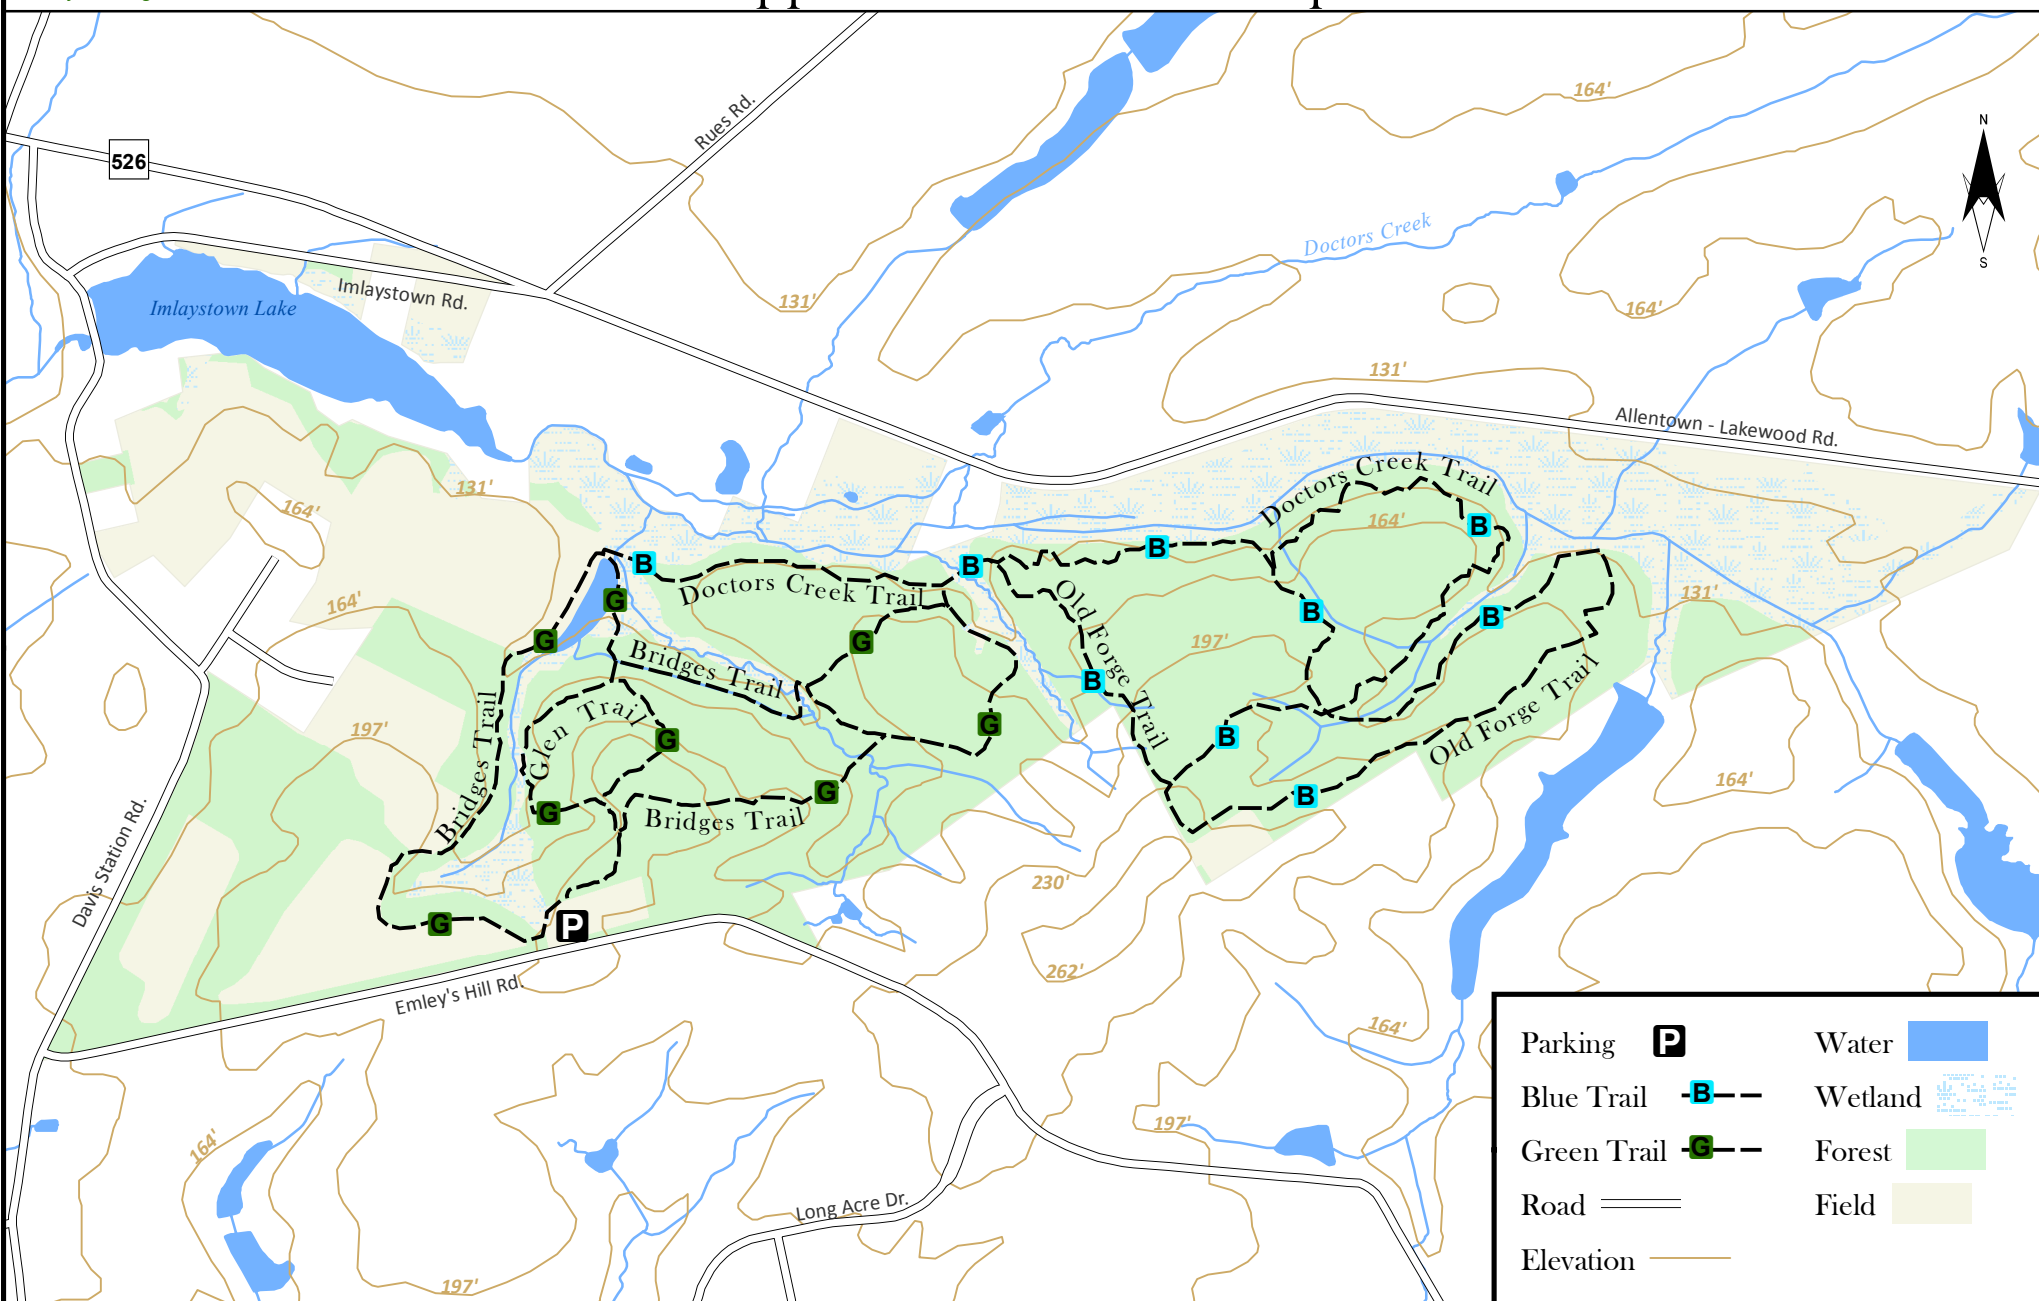 526
Rues Rd.
164'
N
S
Doctors Creek
Imlaystown Lake
Imlaystown Rd.
131'
164'
131'
Allentown - Lakewood Rd.
131'
164'
Doctors Creek Trail
164'
B
B
B
B
Doctors Creek Trail
Old Forge Trail
G
G
G
164'
131'
B
B
197'
Bridges Trail
B
Glen Trail
G
G
B
197'
Bridges Trail
Old Forge Trail
164'
G
G
B
Bridges Trail
Davis Station Rd.
230'
G
P
262'
Emley's Hill Rd.
164'
197'
164'
Long Acre Dr.
197'
Parking P
Blue Trail B
Green Trail G
Road
Elevation
Water
Wetland
Forest
Field